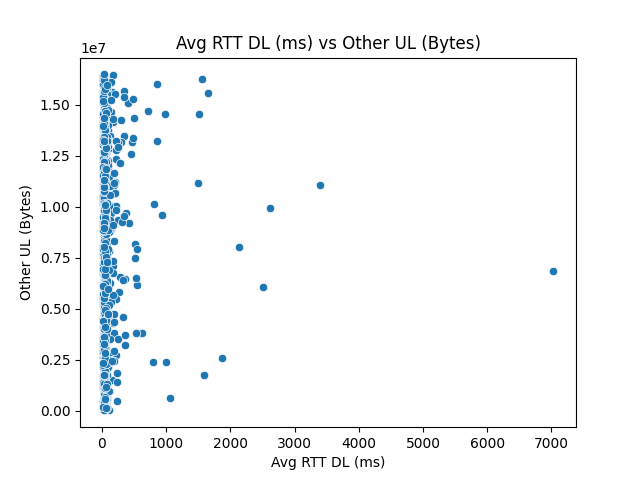 Avg RTT DL (ms) vs Other UL (Bytes)
1e7
1.50
1.25
1.00
0.75
0.50
0.25
0.00
Other UL (Bytes)
0 1000 2000 3000 4000 5000 6000 7000
Avg RTT DL (ms)